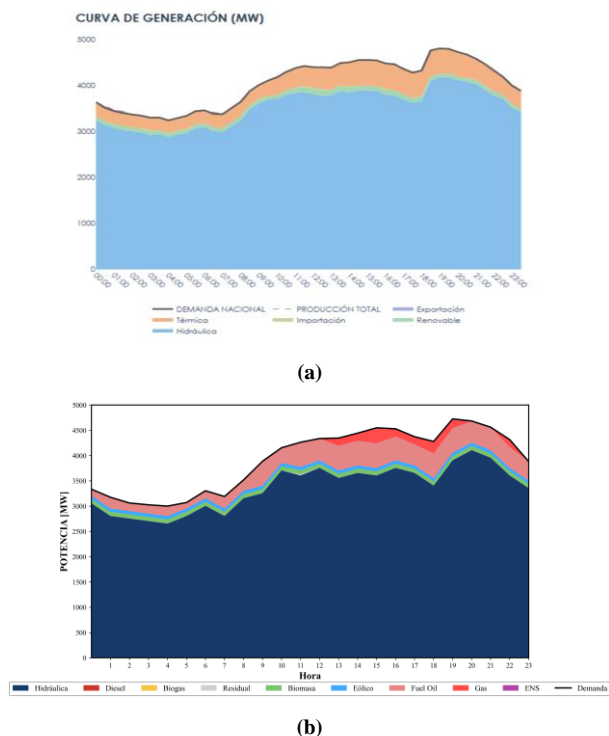 CURVA DE GENERACIÓN (MW)
5000
4000
3000
2000
1000
0
00:00 01:00 02:00 03:00 04:00 05:00 06:00 07:00 08:00 09:00 10:00 11:00 12:00 13:00 14:00 15:00 16:00 17:00 18:00 19:00 20:00 21:00 22:00 23:00
DEMANDA NACIONAL PRODUCCIÓN TOTAL Exportación
Térmica Importación Renovable
Hidráulica
(a)
5000
4500
4000
3500
3000
2500
2000
1500
1000
500
0
POTENCIA [MW]
1 2 3 4 5 6 7 8 9 10 11 12 13 14 15 16 17 18 19 20 21 22 23
Hora
Hidráulica Diesel Biogas Residual Biomasa Eólico Fuel Oil Gas ENS Demanda
(b)